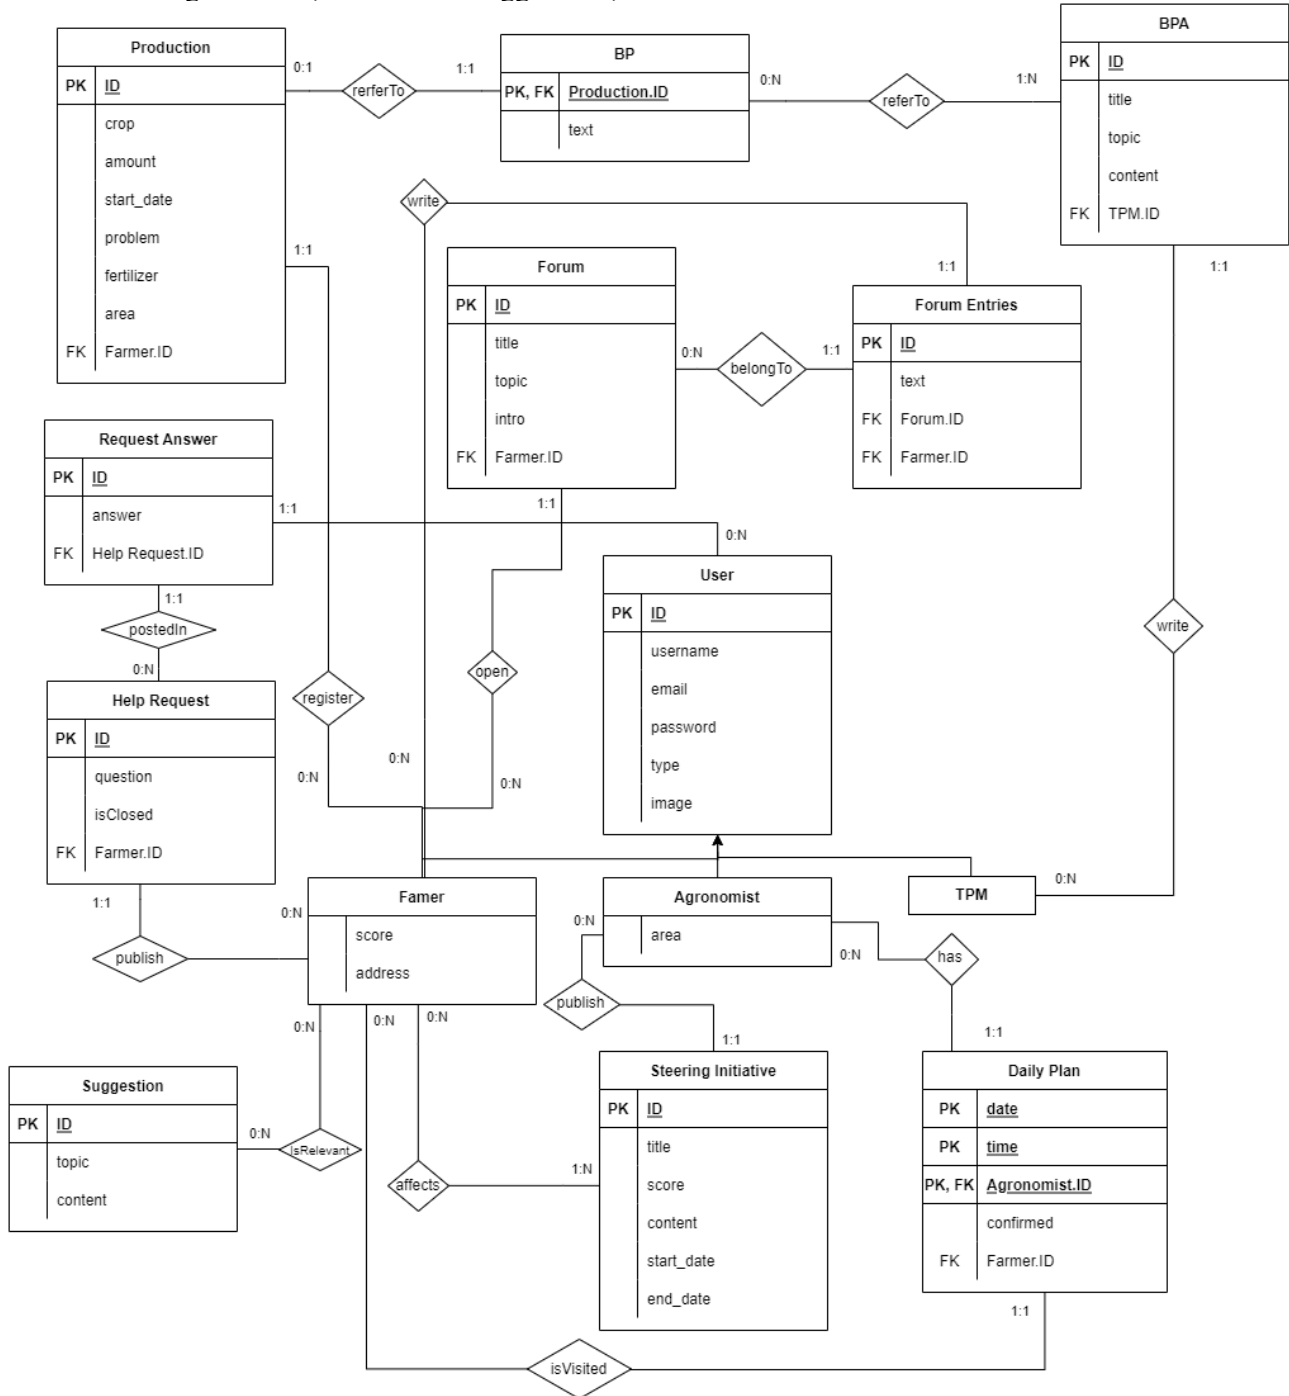 Production
PK ID
crop
amount
start_date
problem
fertilizer
area
FK Farmer.ID
0:1
rerferTo
1:1
BP
PK, FK Production.ID
text
0:N
referTo
1:N
BPA
PK ID
title
topic
content
FK TPM.ID
1:1
write
1:1
1:1
Forum
PK ID
title
topic
intro
FK Farmer.ID
0:N
belongTo
1:1
Forum Entries
PK ID
text
FK Forum.ID
FK Farmer.ID
Request Answer
PK ID
answer
FK Help Request.ID
1:1
1:1
0:N
1:1
postedIn
0:N
User
PK ID
username
email
password
type
image
write
open
register
0:N
0:N
0:N
Help Request
PK ID
question
isClosed
FK Farmer.ID
1:1
publish
0:N
Famer
score
address
Agronomist
area
TPM
0:N
0:N
0:N
has
publish
1:1
1:1
0:N
0:N
0:N
Suggestion
PK ID
topic
content
0:N
isRelevant
affects
1:N
Steering Initiative
PK ID
title
score
content
start_date
end_date
Daily Plan
PK date
PK time
PK, FK Agronomist.ID
confirmed
FK Farmer.ID
1:1
isVisited